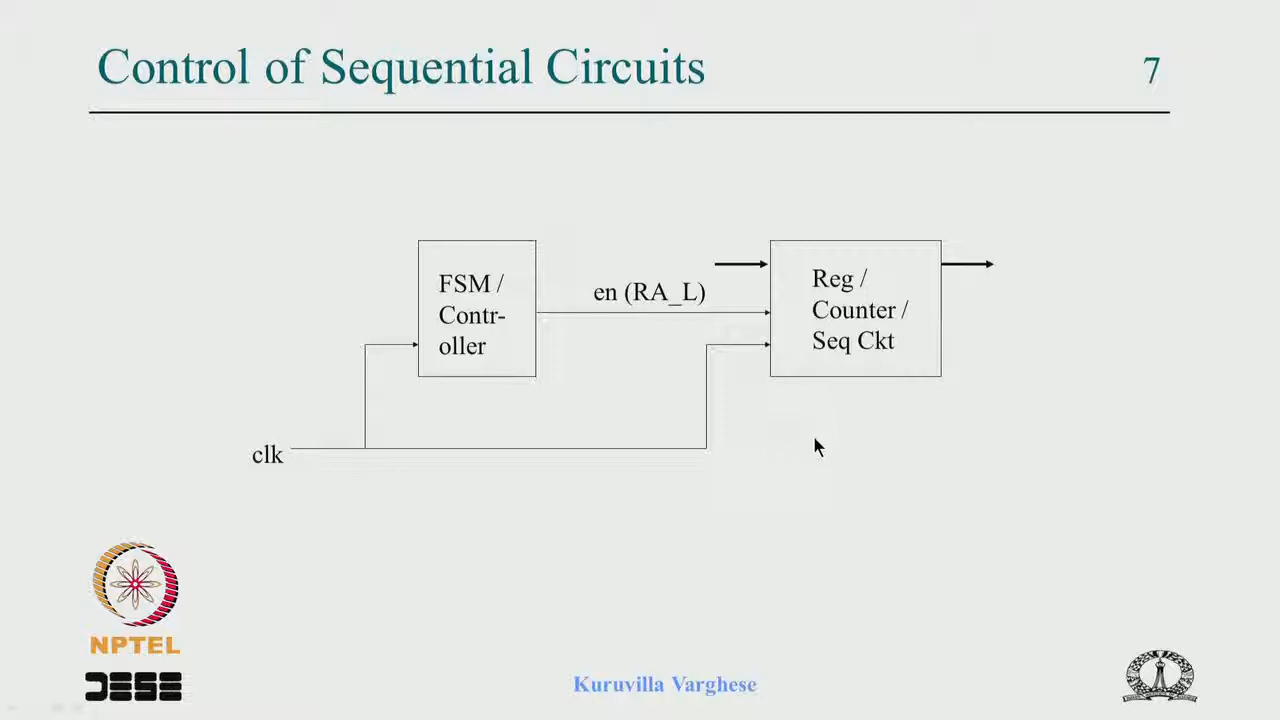 Control of Sequential Circuits
7
FSM /
Contr-
oller
en (RA_L)
Reg /
Counter /
Seq Ckt
clk
NPTEL
DESE
Kuruvilla Varghese